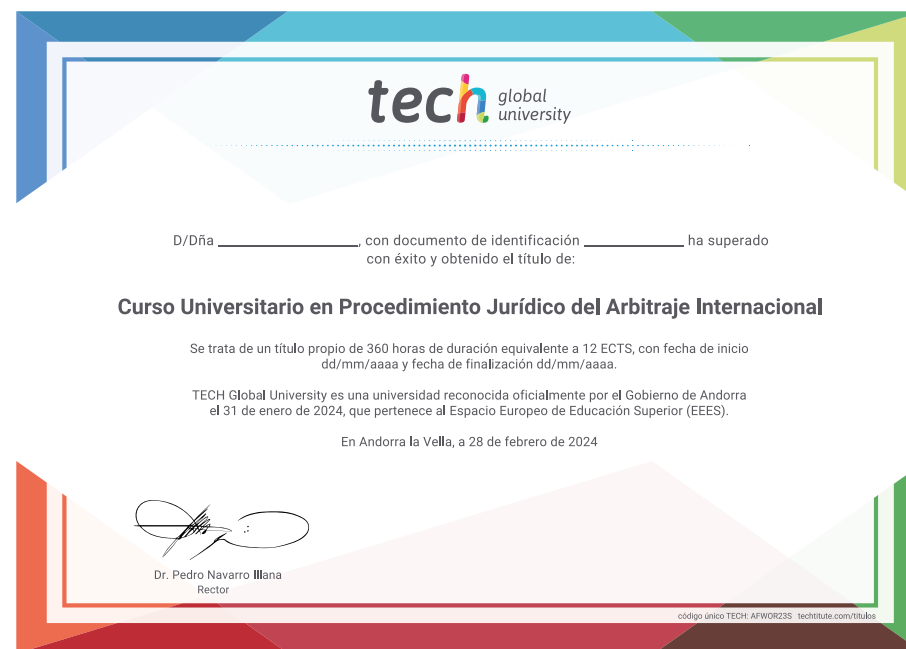 tech global university
D/Dña ____________________, con documento de identificación ______________ ha superado
con éxito y obtenido el título de:
Curso Universitario en Procedimiento Jurídico del Arbitraje Internacional
Se trata de un título propio de 360 horas de duración equivalente a 12 ECTS, con fecha de inicio
dd/mm/aaaa y fecha de finalización dd/mm/aaaa.
TECH Global University es una universidad reconocida oficialmente por el Gobierno de Andorra
el 31 de enero de 2024, que pertenece al Espacio Europeo de Educación Superior (EEES).
En Andorra la Vella, a 28 de febrero de 2024
Dr. Pedro Navarro Illana
Rector
código único TECH: AFWOR23S techtitute.com/titulos